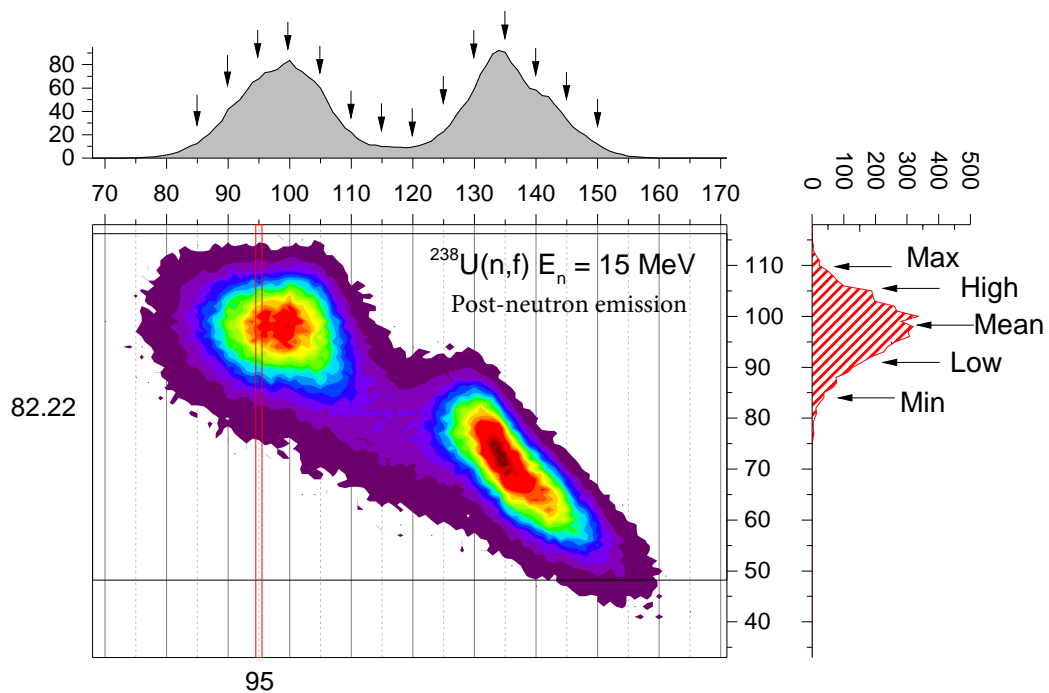 80
60
40
20
0
70 80 90 100 110 120 130 140 150 160 170
0 100 200 300 400 500
²³⁸U(n,f) Eₙ = 15 MeV
Post-neutron emission
110
100
90
80
70
60
50
40
Max
High
Mean
Low
Min
82.22
95